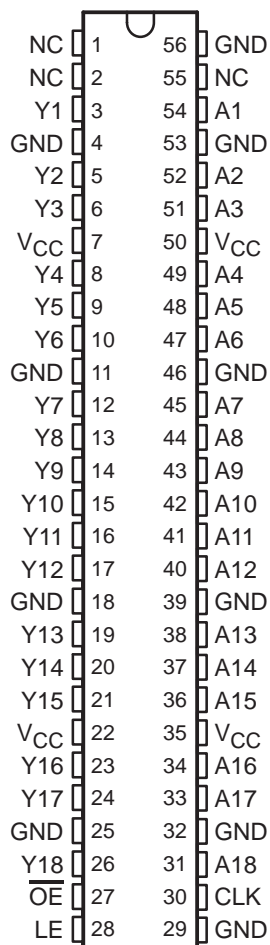 NC 1 56 GND
NC 2 55 NC
Y1 3 54 A1
GND 4 53 GND
Y2 5 52 A2
Y3 6 51 A3
VCC 7 50 VCC
Y4 8 49 A4
Y5 9 48 A5
Y6 10 47 A6
GND 11 46 GND
Y7 12 45 A7
Y8 13 44 A8
Y9 14 43 A9
Y10 15 42 A10
Y11 16 41 A11
Y12 17 40 A12
GND 18 39 GND
Y13 19 38 A13
Y14 20 37 A14
Y15 21 36 A15
VCC 22 35 VCC
Y16 23 34 A16
Y17 24 33 A17
GND 25 32 GND
Y18 26 31 A18
O̅E̅ 27 30 CLK
LE 28 29 GND